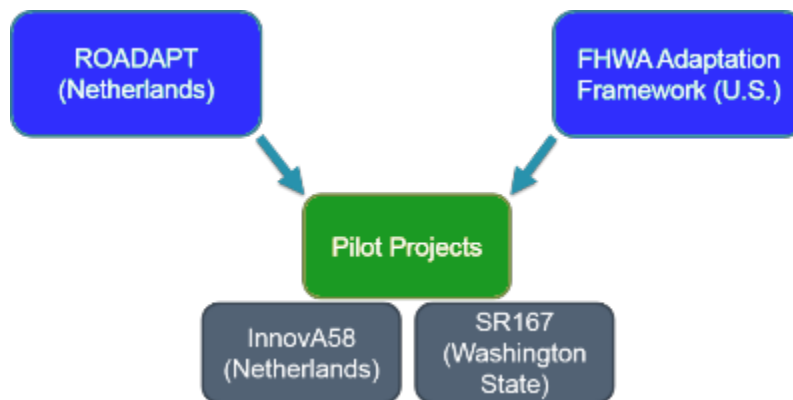 ROADAPT
(Netherlands)
FHWA Adaptation
Framework (U.S.)
Pilot Projects
InnovA58
(Netherlands)
SR167
(Washington
State)